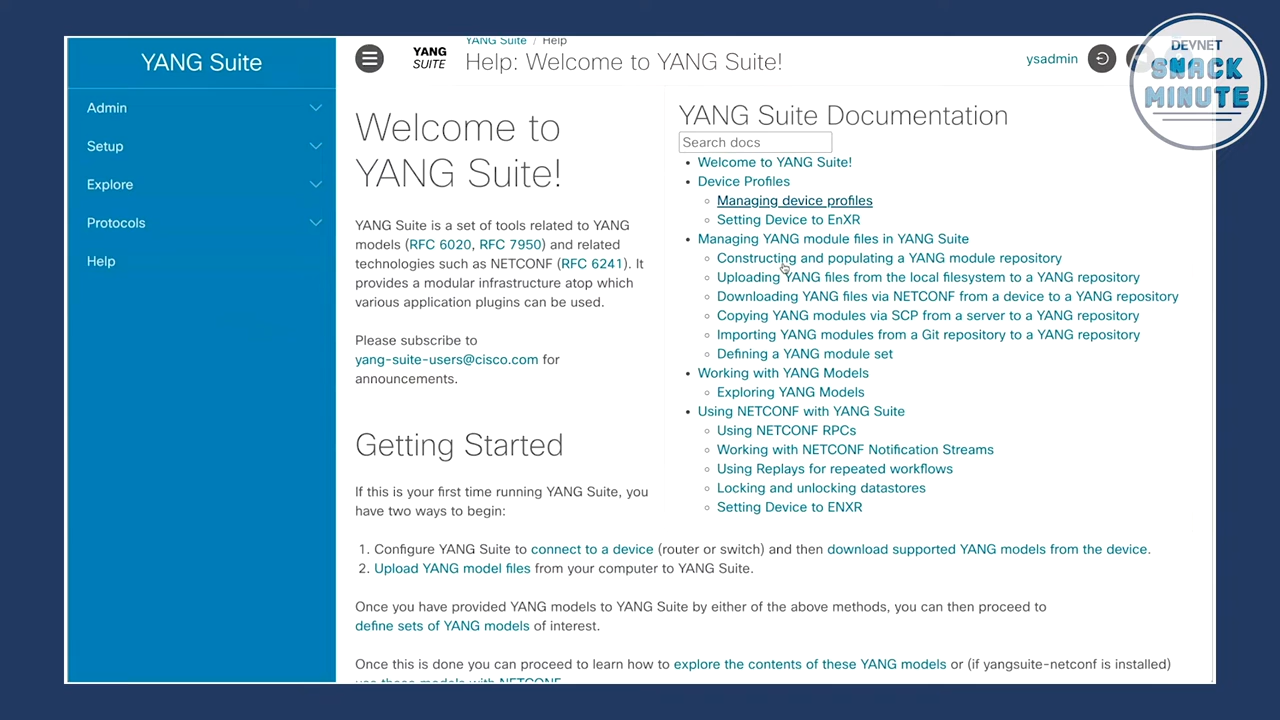 YANG Suite
Admin
Setup
Explore
Protocols
Help
YANG SUITE
YANG Suite / Help
Help: Welcome to YANG Suite!
ysadmin
DEVNET
SNACK
MINUTE
Welcome to
YANG Suite!
YANG Suite is a set of tools related to YANG
models (RFC 6020, RFC 7950) and related
technologies such as NETCONF (RFC 6241). It
provides a modular infrastructure atop which
various application plugins can be used.
Please subscribe to
yang-suite-users@cisco.com for
announcements.
YANG Suite Documentation
Search docs
• Welcome to YANG Suite!
• Device Profiles
◦ Managing device profiles
◦ Setting Device to EnXR
• Managing YANG module files in YANG Suite
◦ Constructing and populating a YANG module repository
◦ Uploading YANG files from the local filesystem to a YANG repository
◦ Downloading YANG files via NETCONF from a device to a YANG repository
◦ Copying YANG modules via SCP from a server to a YANG repository
◦ Importing YANG modules from a Git repository to a YANG repository
◦ Defining a YANG module set
• Working with YANG Models
◦ Exploring YANG Models
• Using NETCONF with YANG Suite
◦ Using NETCONF RPCs
◦ Working with NETCONF Notification Streams
◦ Using Replays for repeated workflows
◦ Locking and unlocking datastores
◦ Setting Device to ENXR
Getting Started
If this is your first time running YANG Suite, you
have two ways to begin:
1. Configure YANG Suite to connect to a device (router or switch) and then download supported YANG models from the device.
2. Upload YANG model files from your computer to YANG Suite.
Once you have provided YANG models to YANG Suite by either of the above methods, you can then proceed to
define sets of YANG models of interest.
Once this is done you can proceed to learn how to explore the contents of these YANG models or (if yangsuite-netconf is installed)
use these models with NETCONF.